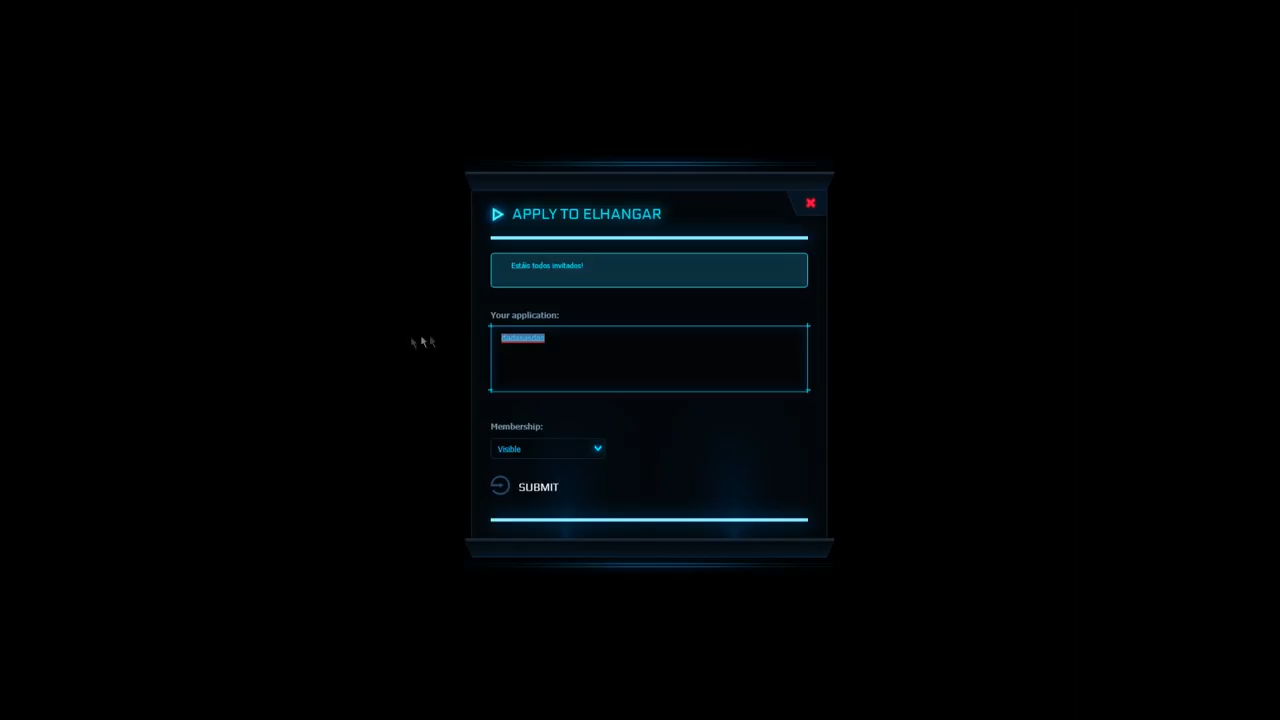 APPLY TO ELHANGAR
Estáis todos invitados!
Your application:
Membership:
Visible
SUBMIT